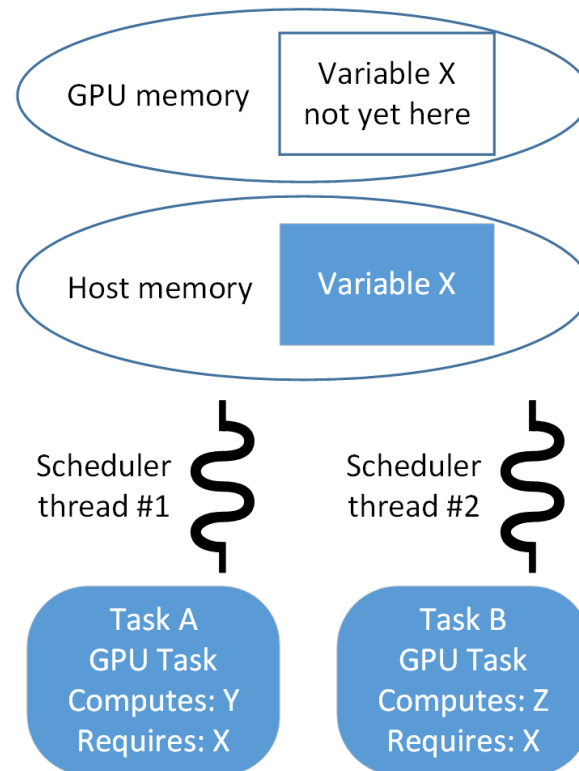 GPU memory
Variable X
not yet here
Host memory
Variable X
Scheduler
thread #1
Scheduler
thread #2
Task A
GPU Task
Computes: Y
Requires: X
Task B
GPU Task
Computes: Z
Requires: X